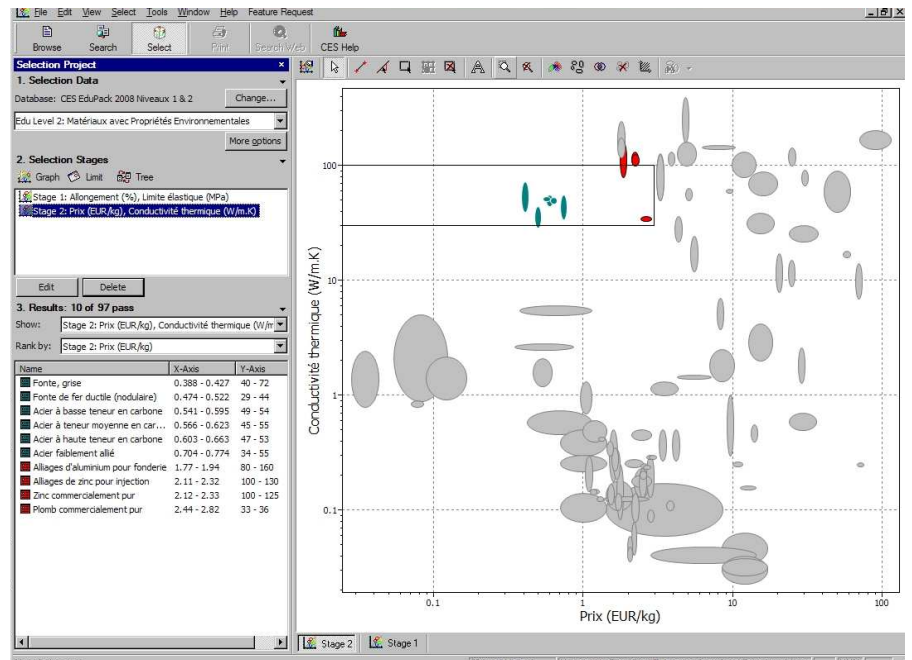 File Edit View Select Tools Window Help Feature Request
Browse Search Select Print Search Web CES Help
Selection Project
1. Selection Data
Database: CES EduPack 2008 Niveaux 1 & 2 Change...
Edu Level 2: Matériaux avec Propriétés Environnementales
More options
2. Selection Stages
Graph Limit Tree
Stage 1: Allongement (%), Limite élastique (MPa)
Stage 2: Prix (EUR/kg), Conductivité thermique (W/m.K)
Edit Delete
3. Results: 10 of 97 pass
Show: Stage 2: Prix (EUR/kg), Conductivité thermique (W/m
Rank by: Stage 2: Prix (EUR/kg)
Name X-Axis Y-Axis
Fonte, grise 0.388 - 0.427 40 - 72
Fonte de fer ductile (nodulaire) 0.474 - 0.522 29 - 44
Acier à basse teneur en carbone 0.541 - 0.595 49 - 54
Acier à teneur moyenne en car... 0.566 - 0.623 45 - 55
Acier à haute teneur en carbone 0.603 - 0.663 47 - 53
Acier faiblement allié 0.704 - 0.774 34 - 55
Alliages d'aluminium pour fonderie 1.77 - 1.94 80 - 160
Alliages de zinc pour injection 2.11 - 2.32 100 - 130
Zinc commercialement pur 2.12 - 2.33 100 - 125
Plomb commercialement pur 2.44 - 2.82 33 - 36
Conductivité thermique (W/m.K)
100
10
1
0.1
0.1 1 10 100
Prix (EUR/kg)
Stage 2 Stage 1